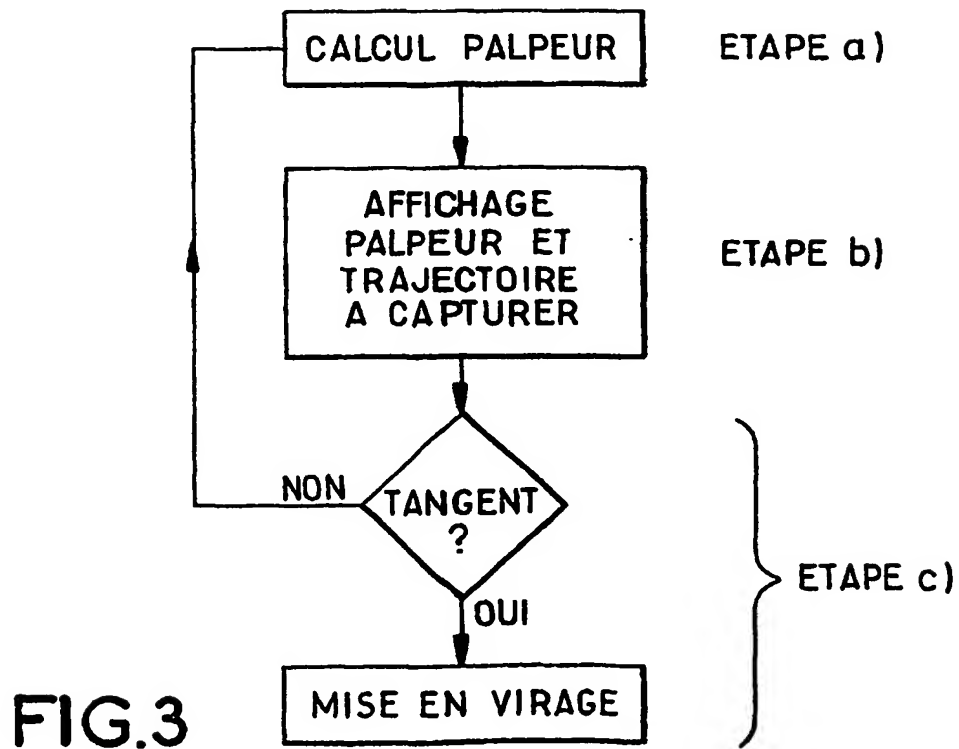 CALCUL PALPEUR
ETAPE a)
AFFICHAGE
PALPEUR ET
TRAJECTOIRE
A CAPTURER
ETAPE b)
NON
TANGENT
?
OUI
ETAPE c)
MISE EN VIRAGE
FIG.3